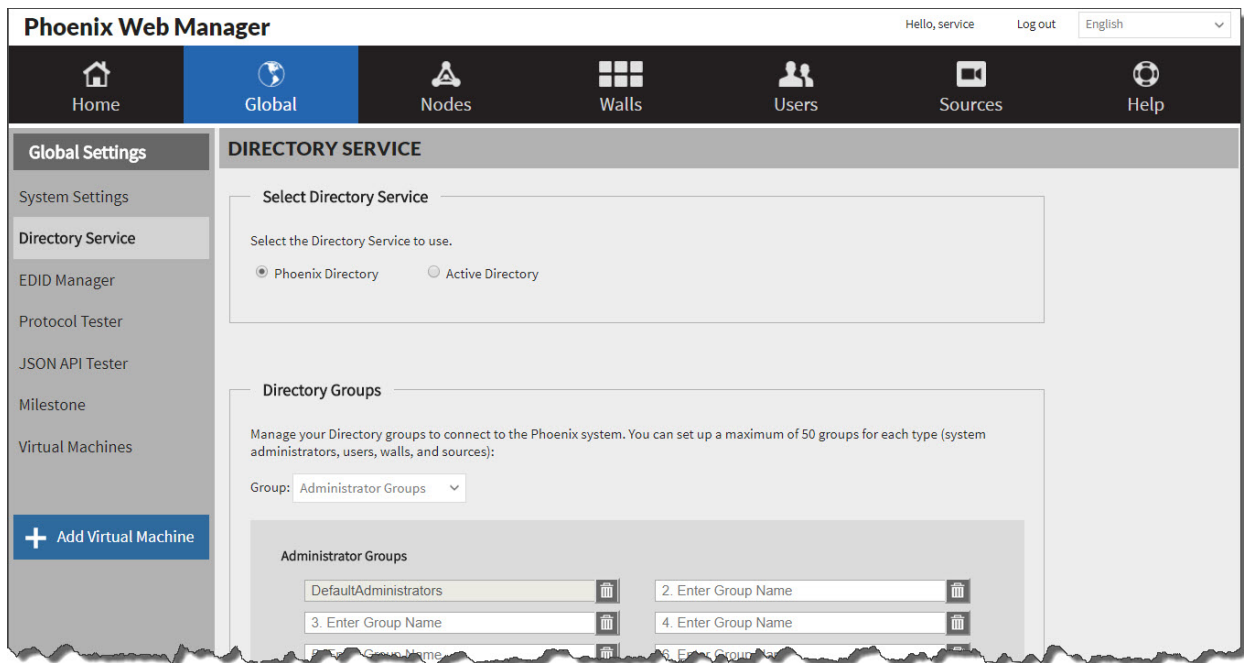 Phoenix Web Manager
Hello, service
Log out
English
Home
Global
Nodes
Walls
Users
Sources
Help
Global Settings
System Settings
Directory Service
EDID Manager
Protocol Tester
JSON API Tester
Milestone
Virtual Machines
Add Virtual Machine
DIRECTORY SERVICE
Select Directory Service
Select the Directory Service to use.
Phoenix Directory
Active Directory
Directory Groups
Manage your Directory groups to connect to the Phoenix system. You can set up a maximum of 50 groups for each type (system
administrators, users, walls, and sources):
Group: Administrator Groups
Administrator Groups
DefaultAdministrators
2. Enter Group Name
3. Enter Group Name
4. Enter Group Name
Group Name
6. Enter Group